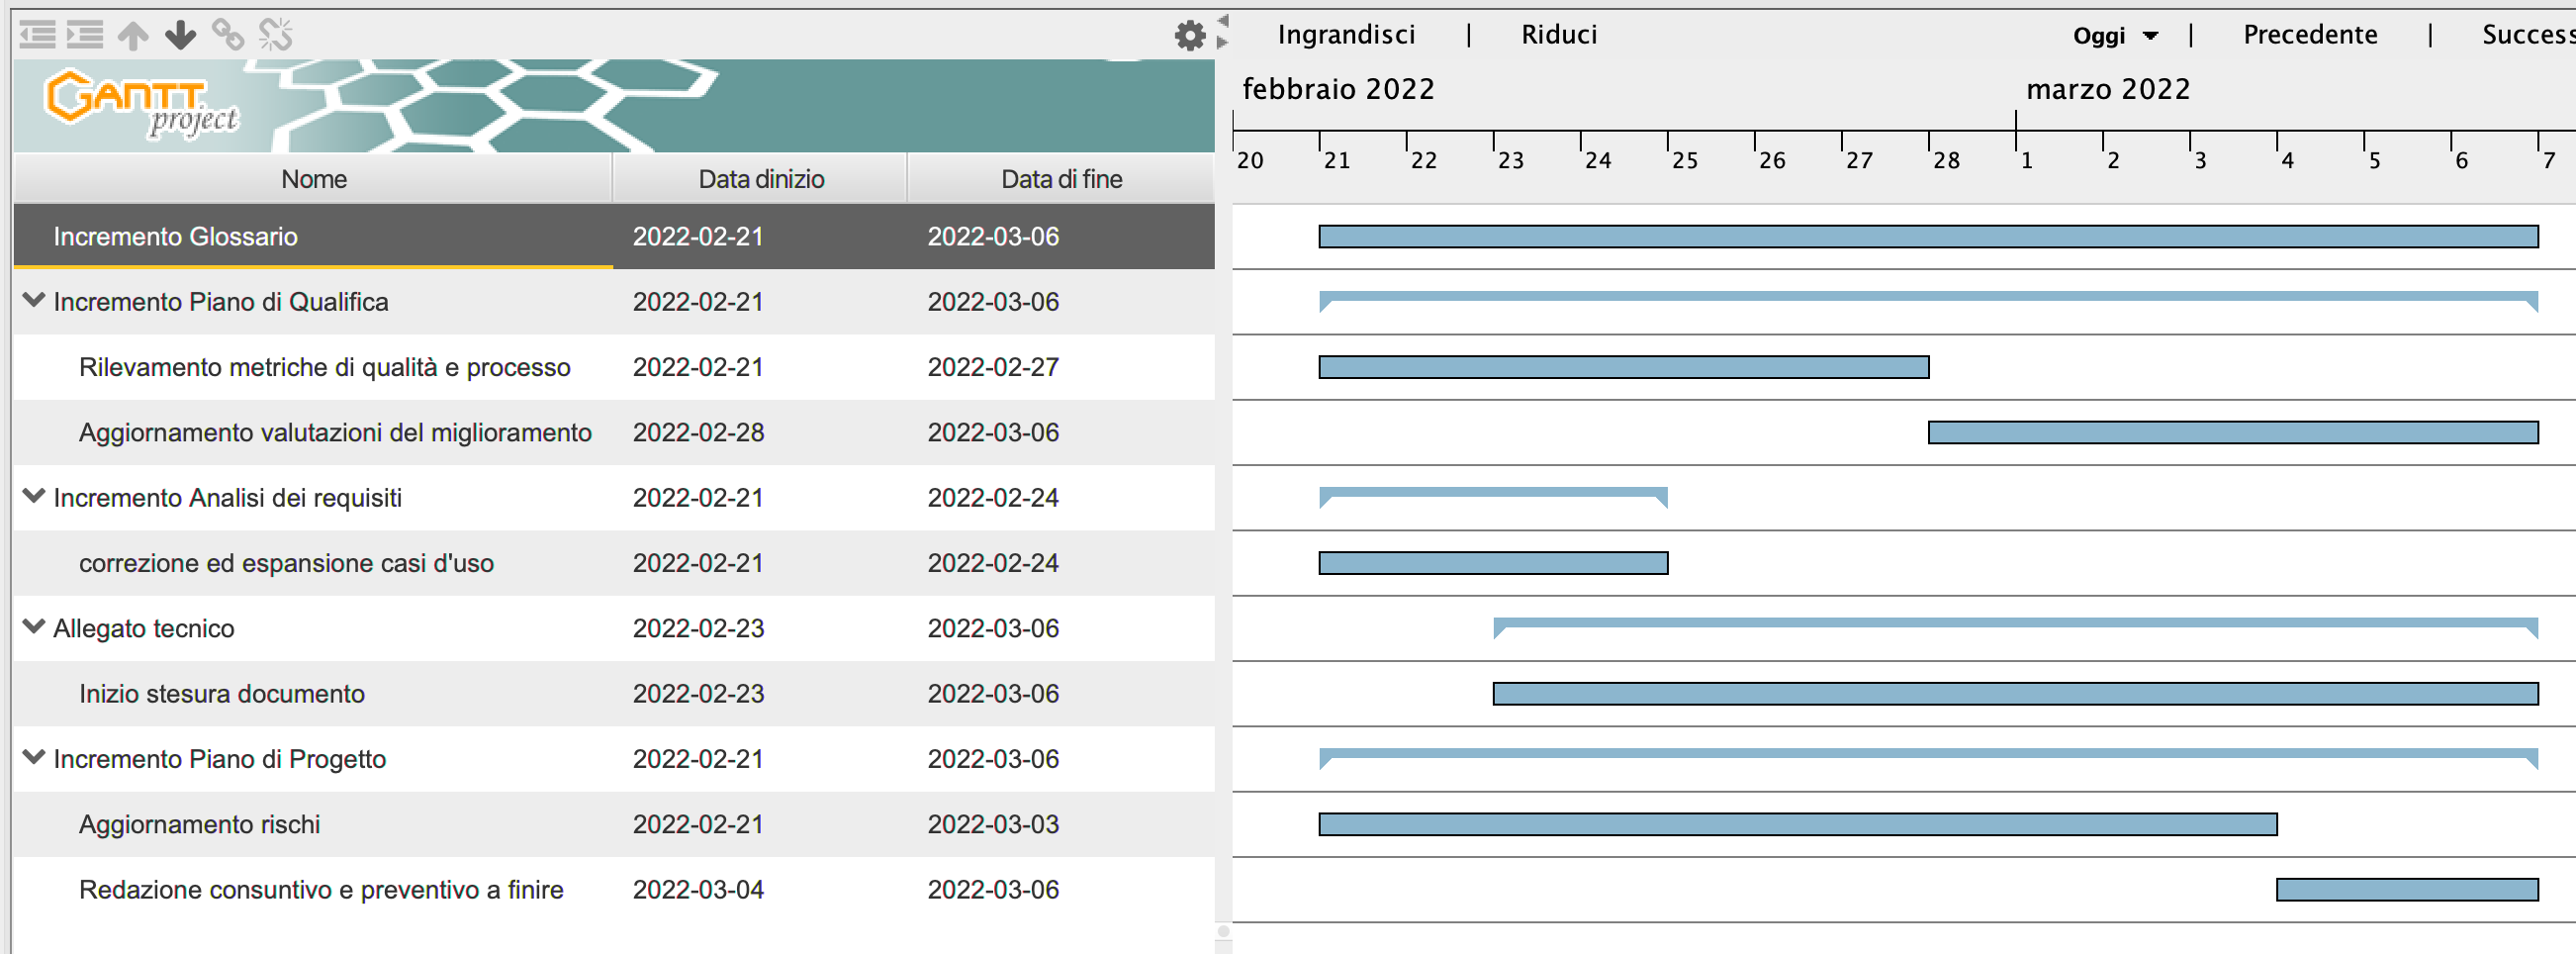 Ingrandisci | Riduci Oggi | Precedente | Success
GANTT
project
febbraio 2022 marzo 2022
20 21 22 23 24 25 26 27 28 1 2 3 4 5 6 7
Nome Data dinizio Data di fine
Incremento Glossario 2022-02-21 2022-03-06
Incremento Piano di Qualifica 2022-02-21 2022-03-06
Rilevamento metriche di qualità e processo 2022-02-21 2022-02-27
Aggiornamento valutazioni del miglioramento 2022-02-28 2022-03-06
Incremento Analisi dei requisiti 2022-02-21 2022-02-24
correzione ed espansione casi d'uso 2022-02-21 2022-02-24
Allegato tecnico 2022-02-23 2022-03-06
Inizio stesura documento 2022-02-23 2022-03-06
Incremento Piano di Progetto 2022-02-21 2022-03-06
Aggiornamento rischi 2022-02-21 2022-03-03
Redazione consuntivo e preventivo a finire 2022-03-04 2022-03-06